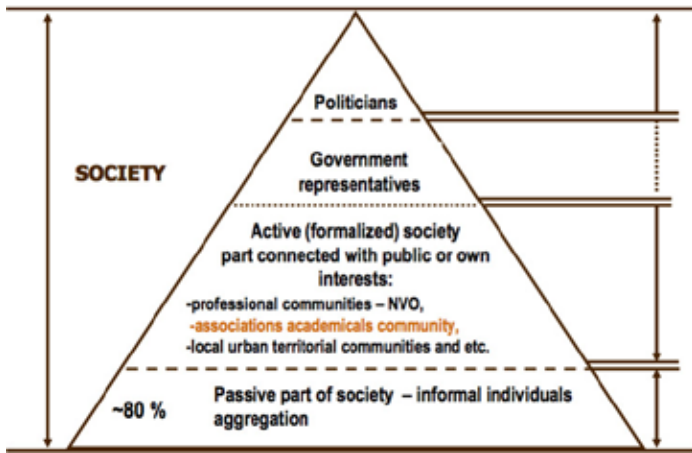 Politicians
SOCIETY
Government
representatives
Active (formalized) society
part connected with public or own
interests:
-professional communities – NVO,
-associations academicals community,
-local urban territorial communities and etc.
~80 %
Passive part of society – informal individuals
aggregation